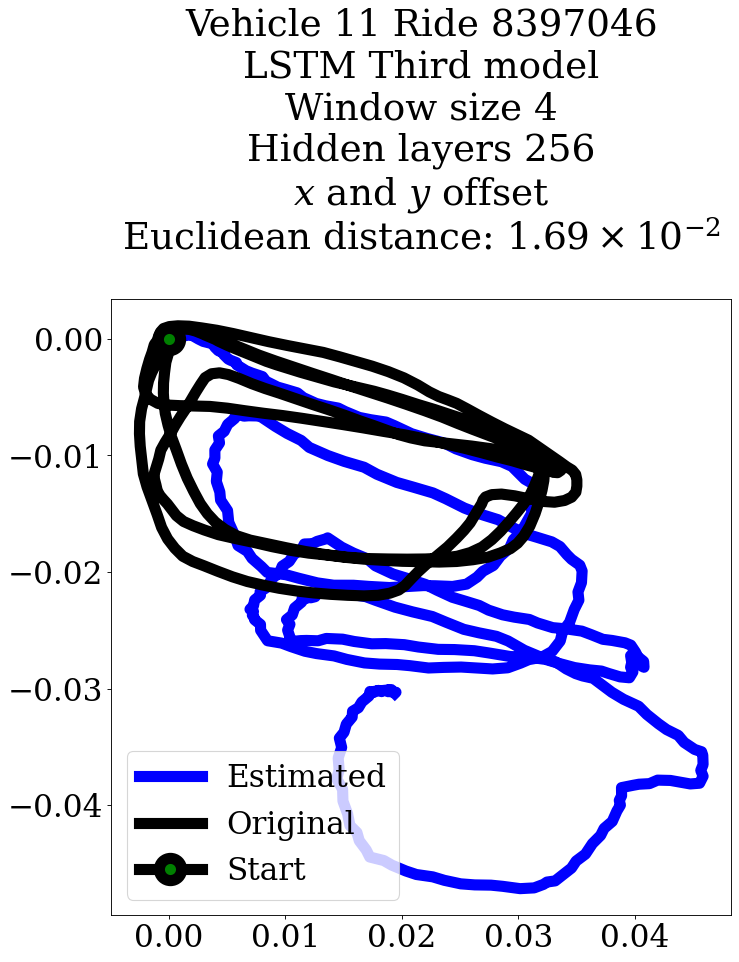 Vehicle 11 Ride 8397046
LSTM Third model
Window size 4
Hidden layers 256
x and y offset
Euclidean distance: 1.69 × 10⁻²
0.00
−0.01
−0.02
−0.03
−0.04
Estimated
Original
Start
0.00 0.01 0.02 0.03 0.04